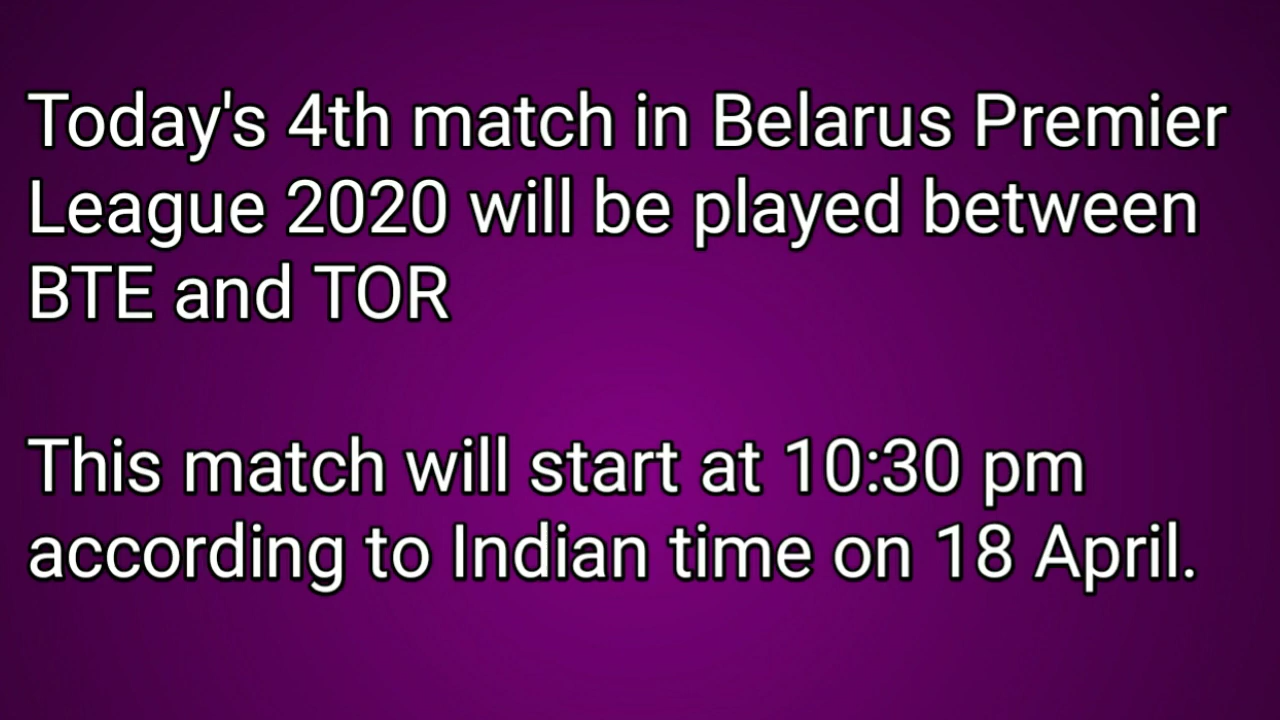 Today's 4th match in Belarus Premier
League 2020 will be played between
BTE and TOR
This match will start at 10:30 pm
according to Indian time on 18 April.